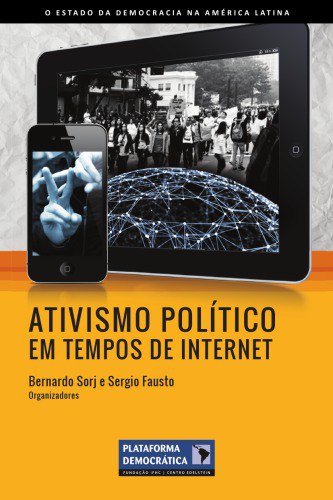 O ESTADO DA DEMOCRACIA NA AMÉRICA LATINA
ATIVISMO POLÍTICO
EM TEMPOS DE INTERNET
Bernardo Sorj e Sergio Fausto
Organizadores
PLATAFORMA
DEMOCRÁTICA
FUNDAÇÃO iFHC | CENTRO EDELSTEIN